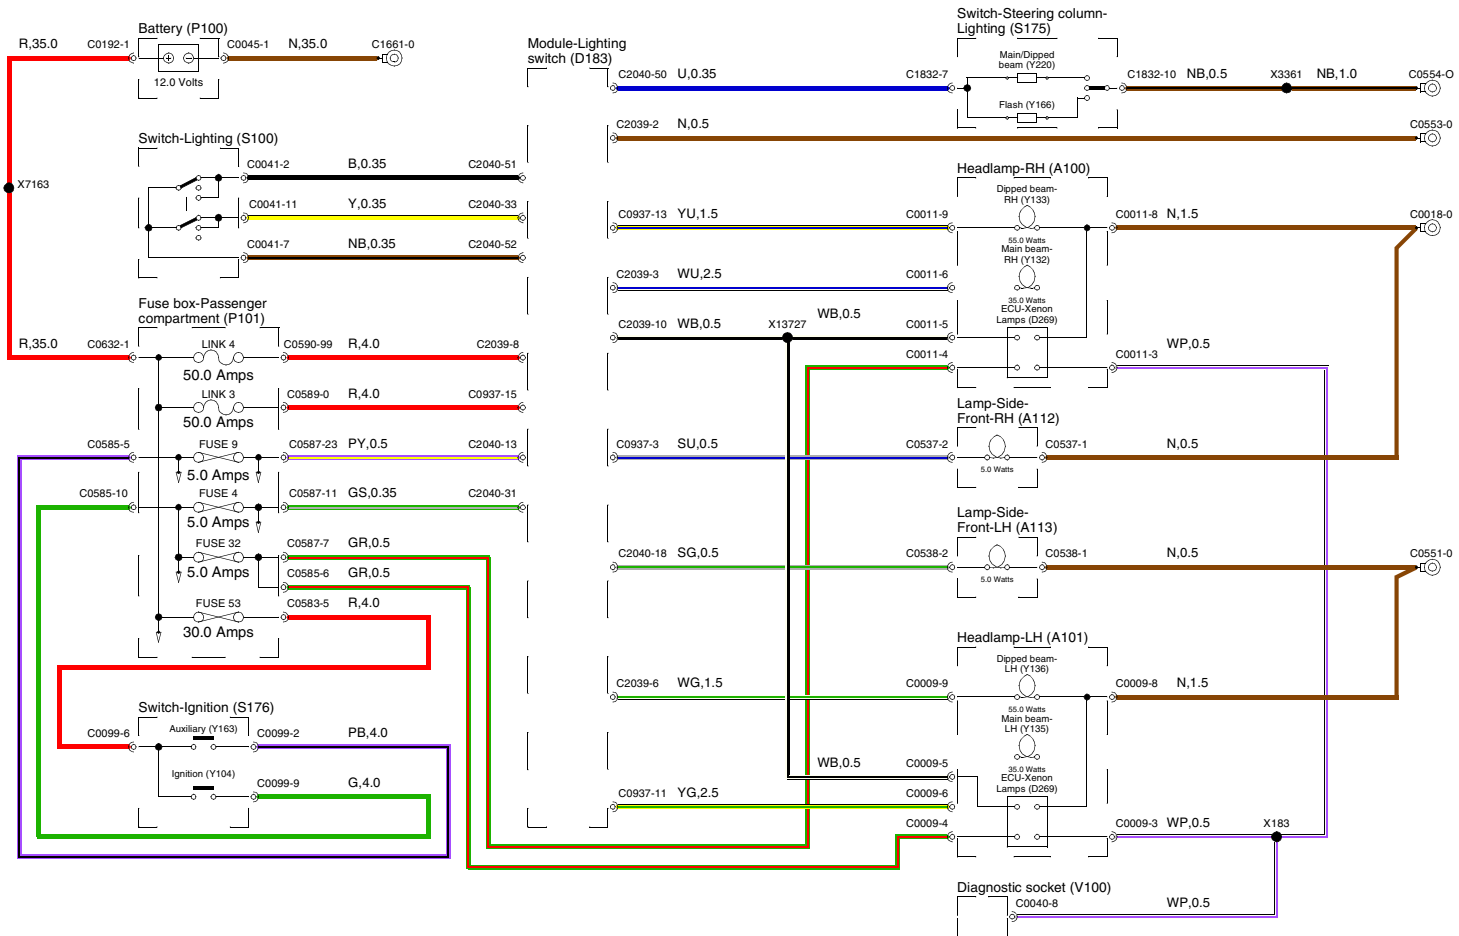 Battery (P100)
R,35.0
C0192-1
C0045-1
N,35.0
C1661-0
12.0 Volts
X7163
Switch-Lighting (S100)
C0041-2
B,0.35
C2040-51
C0041-11
Y,0.35
C2040-33
C0041-7
NB,0.35
C2040-52
Fuse box-Passenger
compartment (P101)
R,35.0
C0632-1
LINK 4
50.0 Amps
C0590-99
R,4.0
C2039-8
LINK 3
50.0 Amps
C0589-0
R,4.0
C0937-15
C0585-5
FUSE 9
5.0 Amps
C0587-23
PY,0.5
C2040-13
C0585-10
FUSE 4
5.0 Amps
C0587-11
GS,0.35
C2040-31
FUSE 32
5.0 Amps
C0587-7
GR,0.5
C0585-6
GR,0.5
FUSE 53
30.0 Amps
C0583-5
R,4.0
Switch-Ignition (S176)
C0099-6
Auxiliary (Y163)
C0099-2
PB,4.0
Ignition (Y104)
C0099-9
G,4.0
Module-Lighting
switch (D183)
C2040-50
U,0.35
C1832-7
C2039-2
N,0.5
C0937-13
YU,1.5
C0011-9
C2039-3
WU,2.5
C0011-6
C2039-10
WB,0.5
X13727
WB,0.5
C0011-5
C0011-4
C0937-3
SU,0.5
C0537-2
C2040-18
SG,0.5
C0538-2
C2039-6
WG,1.5
C0009-9
WB,0.5
C0009-5
C0937-11
YG,2.5
C0009-6
C0009-4
Switch-Steering column-
Lighting (S175)
Main/Dipped
beam (Y220)
Flash (Y166)
C1832-10
NB,0.5
X3361
NB,1.0
C0554-O
C0553-0
Headlamp-RH (A100)
Dipped beam-
RH (Y133)
55.0 Watts
Main beam-
RH (Y132)
35.0 Watts
ECU-Xenon
Lamps (D269)
C0011-8
N,1.5
C0018-0
C0011-3
WP,0.5
Lamp-Side-
Front-RH (A112)
5.0 Watts
C0537-1
N,0.5
Lamp-Side-
Front-LH (A113)
5.0 Watts
C0538-1
N,0.5
C0551-0
Headlamp-LH (A101)
Dipped beam-
LH (Y136)
55.0 Watts
Main beam-
LH (Y135)
35.0 Watts
ECU-Xenon
Lamps (D269)
C0009-8
N,1.5
C0009-3
WP,0.5
X183
Diagnostic socket (V100)
C0040-8
WP,0.5